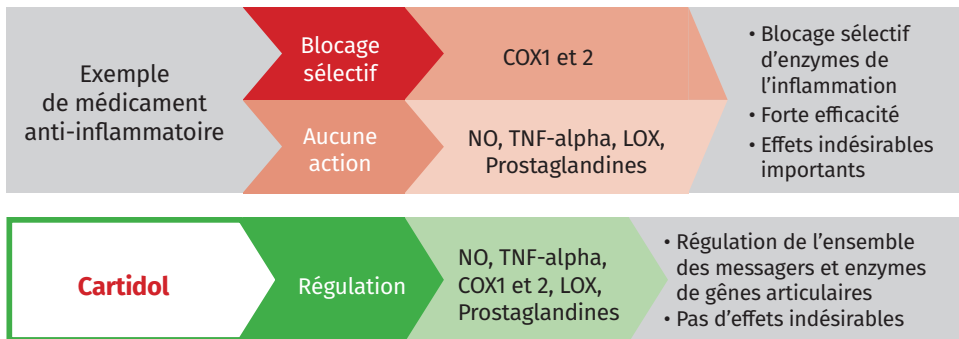 Exemple
de médicament
anti-inflammatoire
Blocage
sélectif
COX1 et 2
Aucune
action
NO, TNF-alpha, LOX,
Prostaglandines
• Blocage sélectif
d'enzymes de
l'inflammation
• Forte efficacité
• Effets indésirables
importants
Cartidol
Régulation
NO, TNF-alpha,
COX1 et 2, LOX,
Prostaglandines
• Régulation de l'ensemble
des messagers et enzymes
de gênes articulaires
• Pas d'effets indésirables